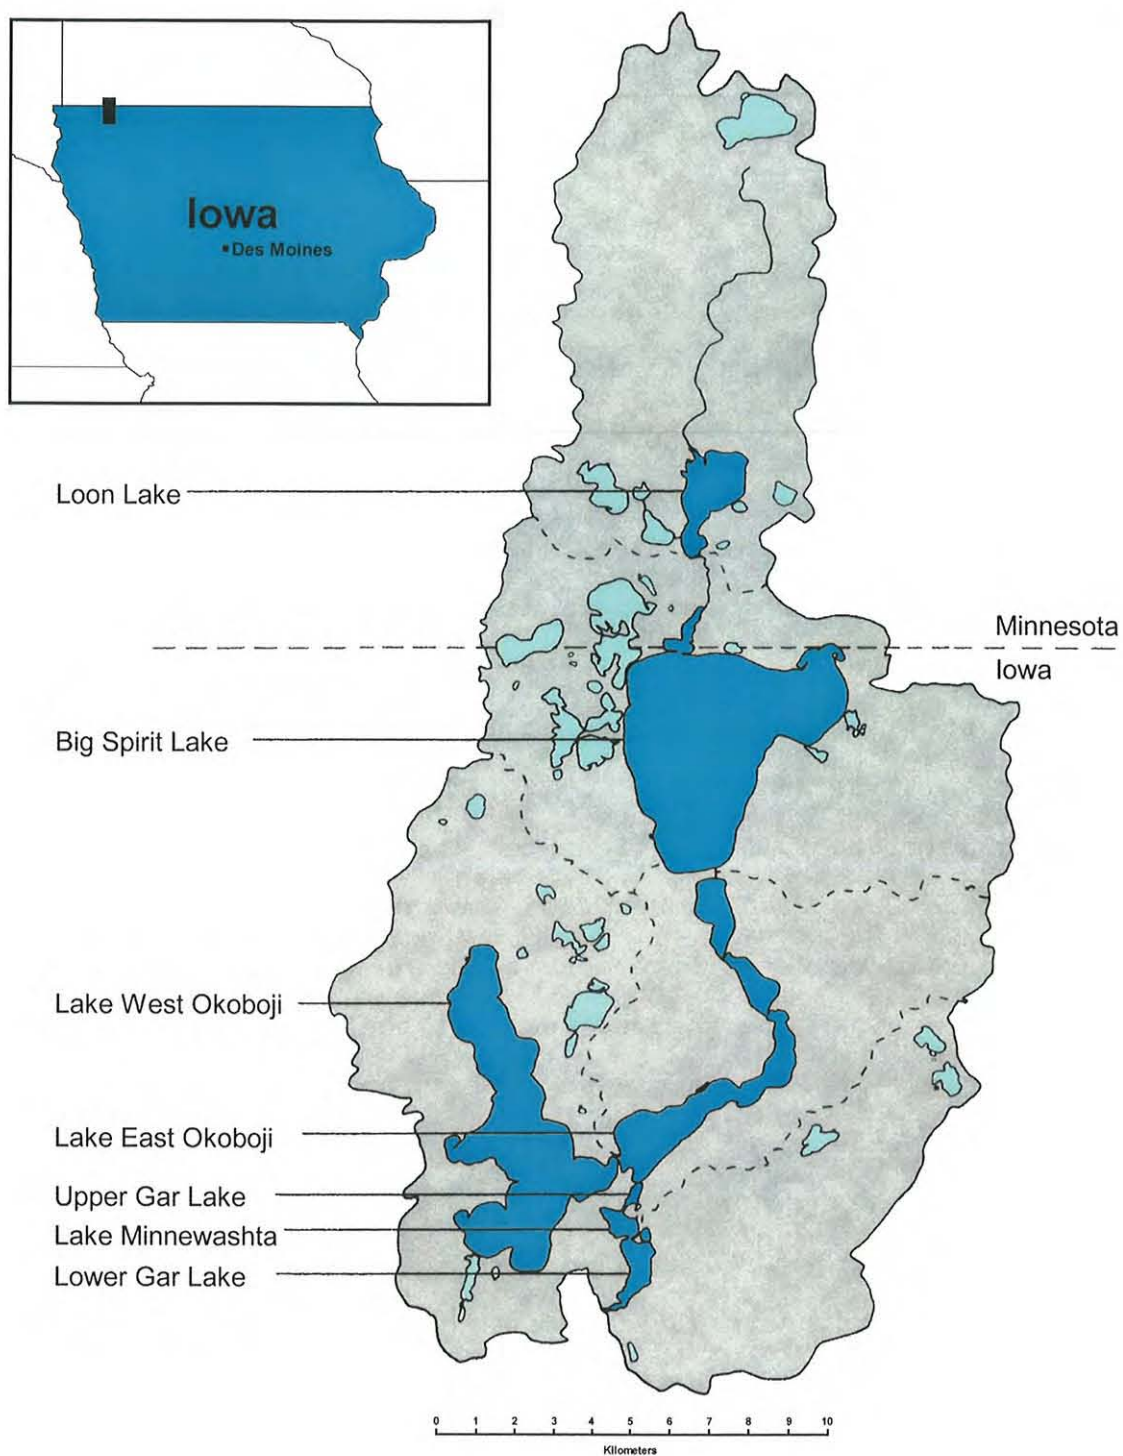 Iowa
Des Moines
Loon Lake
Minnesota
Iowa
Big Spirit Lake
Lake West Okoboji
Lake East Okoboji
Upper Gar Lake
Lake Minnewashta
Lower Gar Lake
0 1 2 3 4 5 6 7 8 9 10
Kilometers